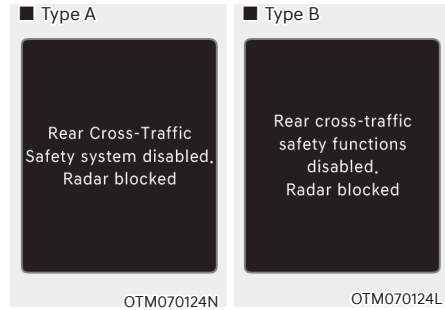 ■ Type A
Rear Cross-Traffic
Safety system disabled.
Radar blocked
OTM070124N
■ Type B
Rear cross-traffic
safety functions
disabled.
Radar blocked
OTM070124L